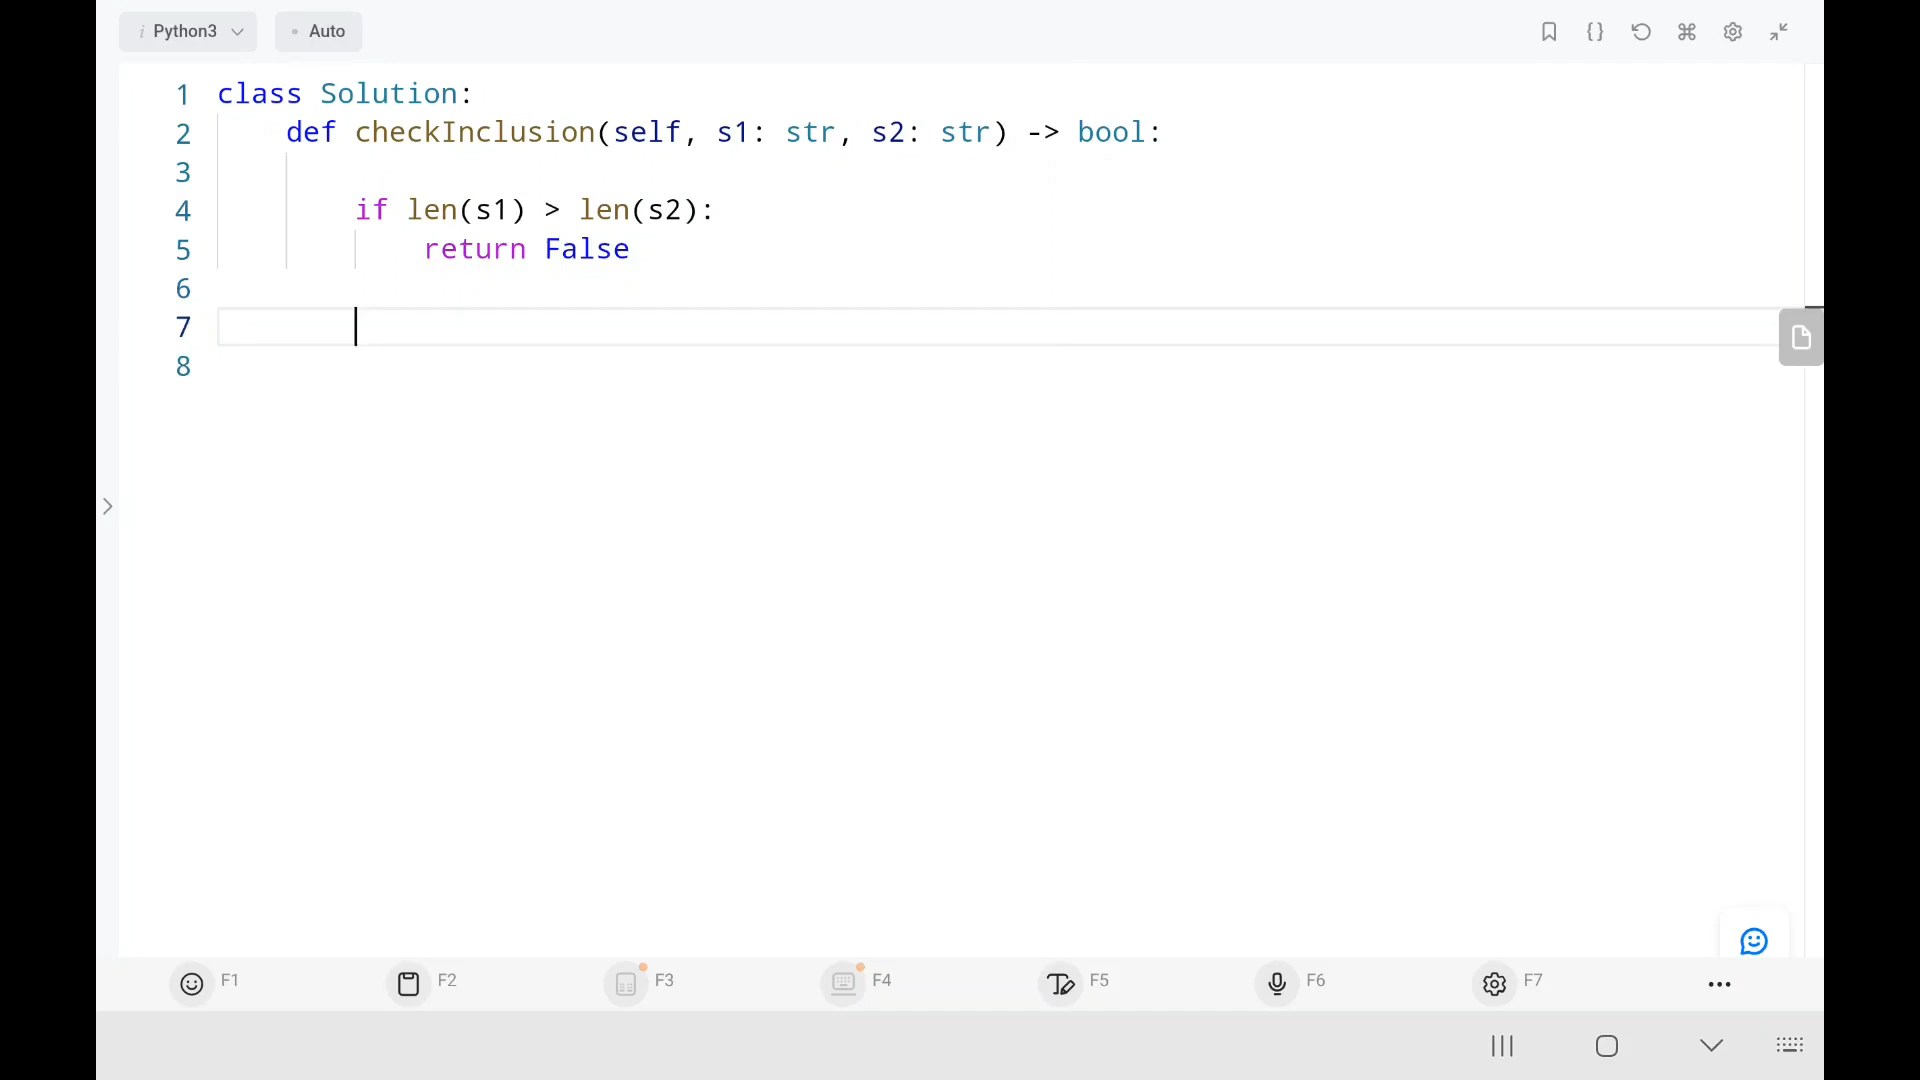 i Python3
Auto
1 class Solution:
2 def checkInclusion(self, s1: str, s2: str) -> bool:
3
4 if len(s1) > len(s2):
5 return False
6
7
8
F1 F2 F3 F4 F5 F6 F7